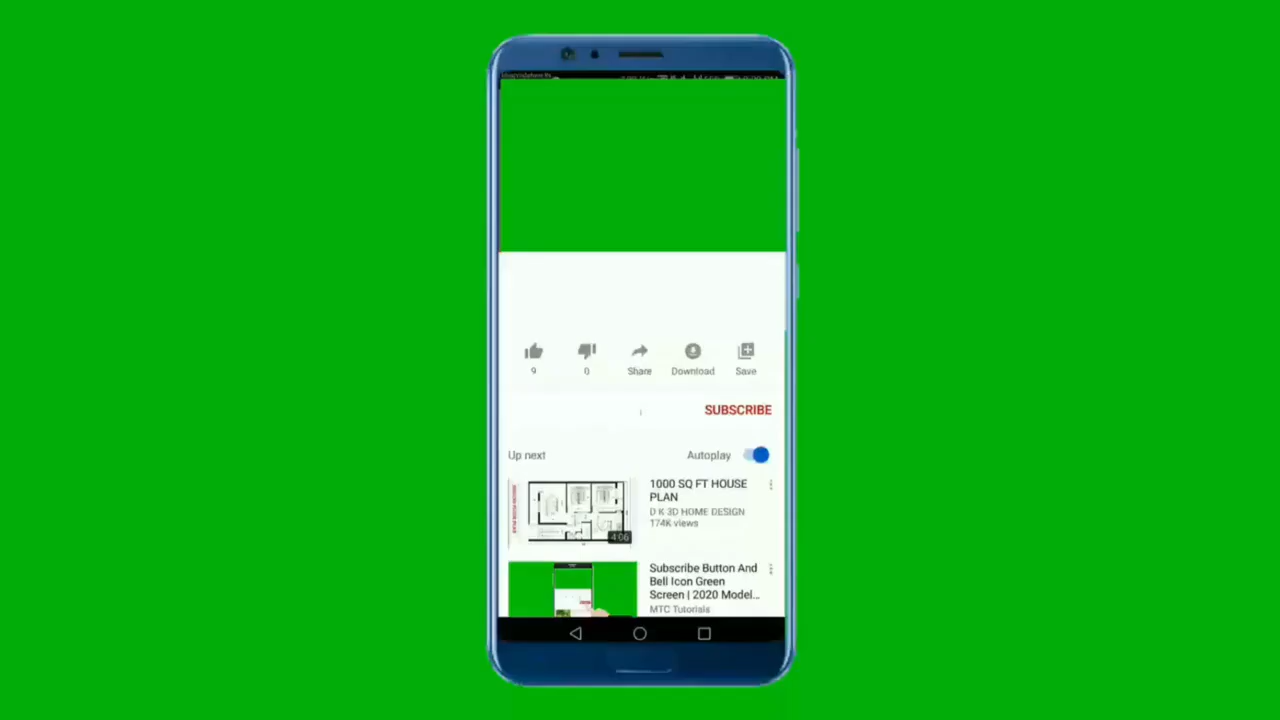 9
0
Share
Download
Save
SUBSCRIBE
Up next
Autoplay
1000 SQ FT HOUSE
PLAN
D K 3D HOME DESIGN
174K views
4:06
Subscribe Button And
Bell Icon Green
Screen | 2020 Model...
MTC Tutorials